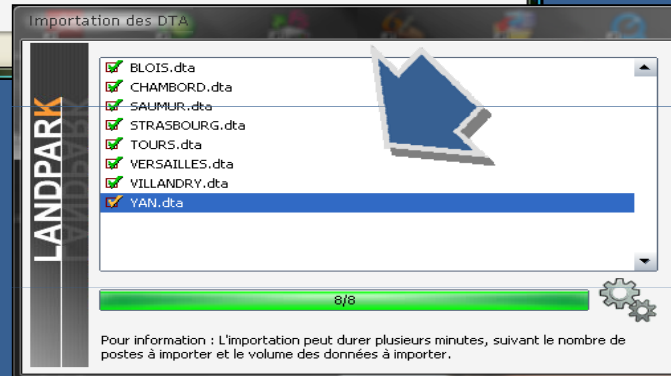 Importation des DTA
LANDPARK
BLOIS.dta
CHAMBORD.dta
SAUMUR.dta
STRASBOURG.dta
TOURS.dta
VERSAILLES.dta
VILLANDRY.dta
YAN.dta
8/8
Pour information : L'importation peut durer plusieurs minutes, suivant le nombre de
postes à importer et le volume des données à importer.